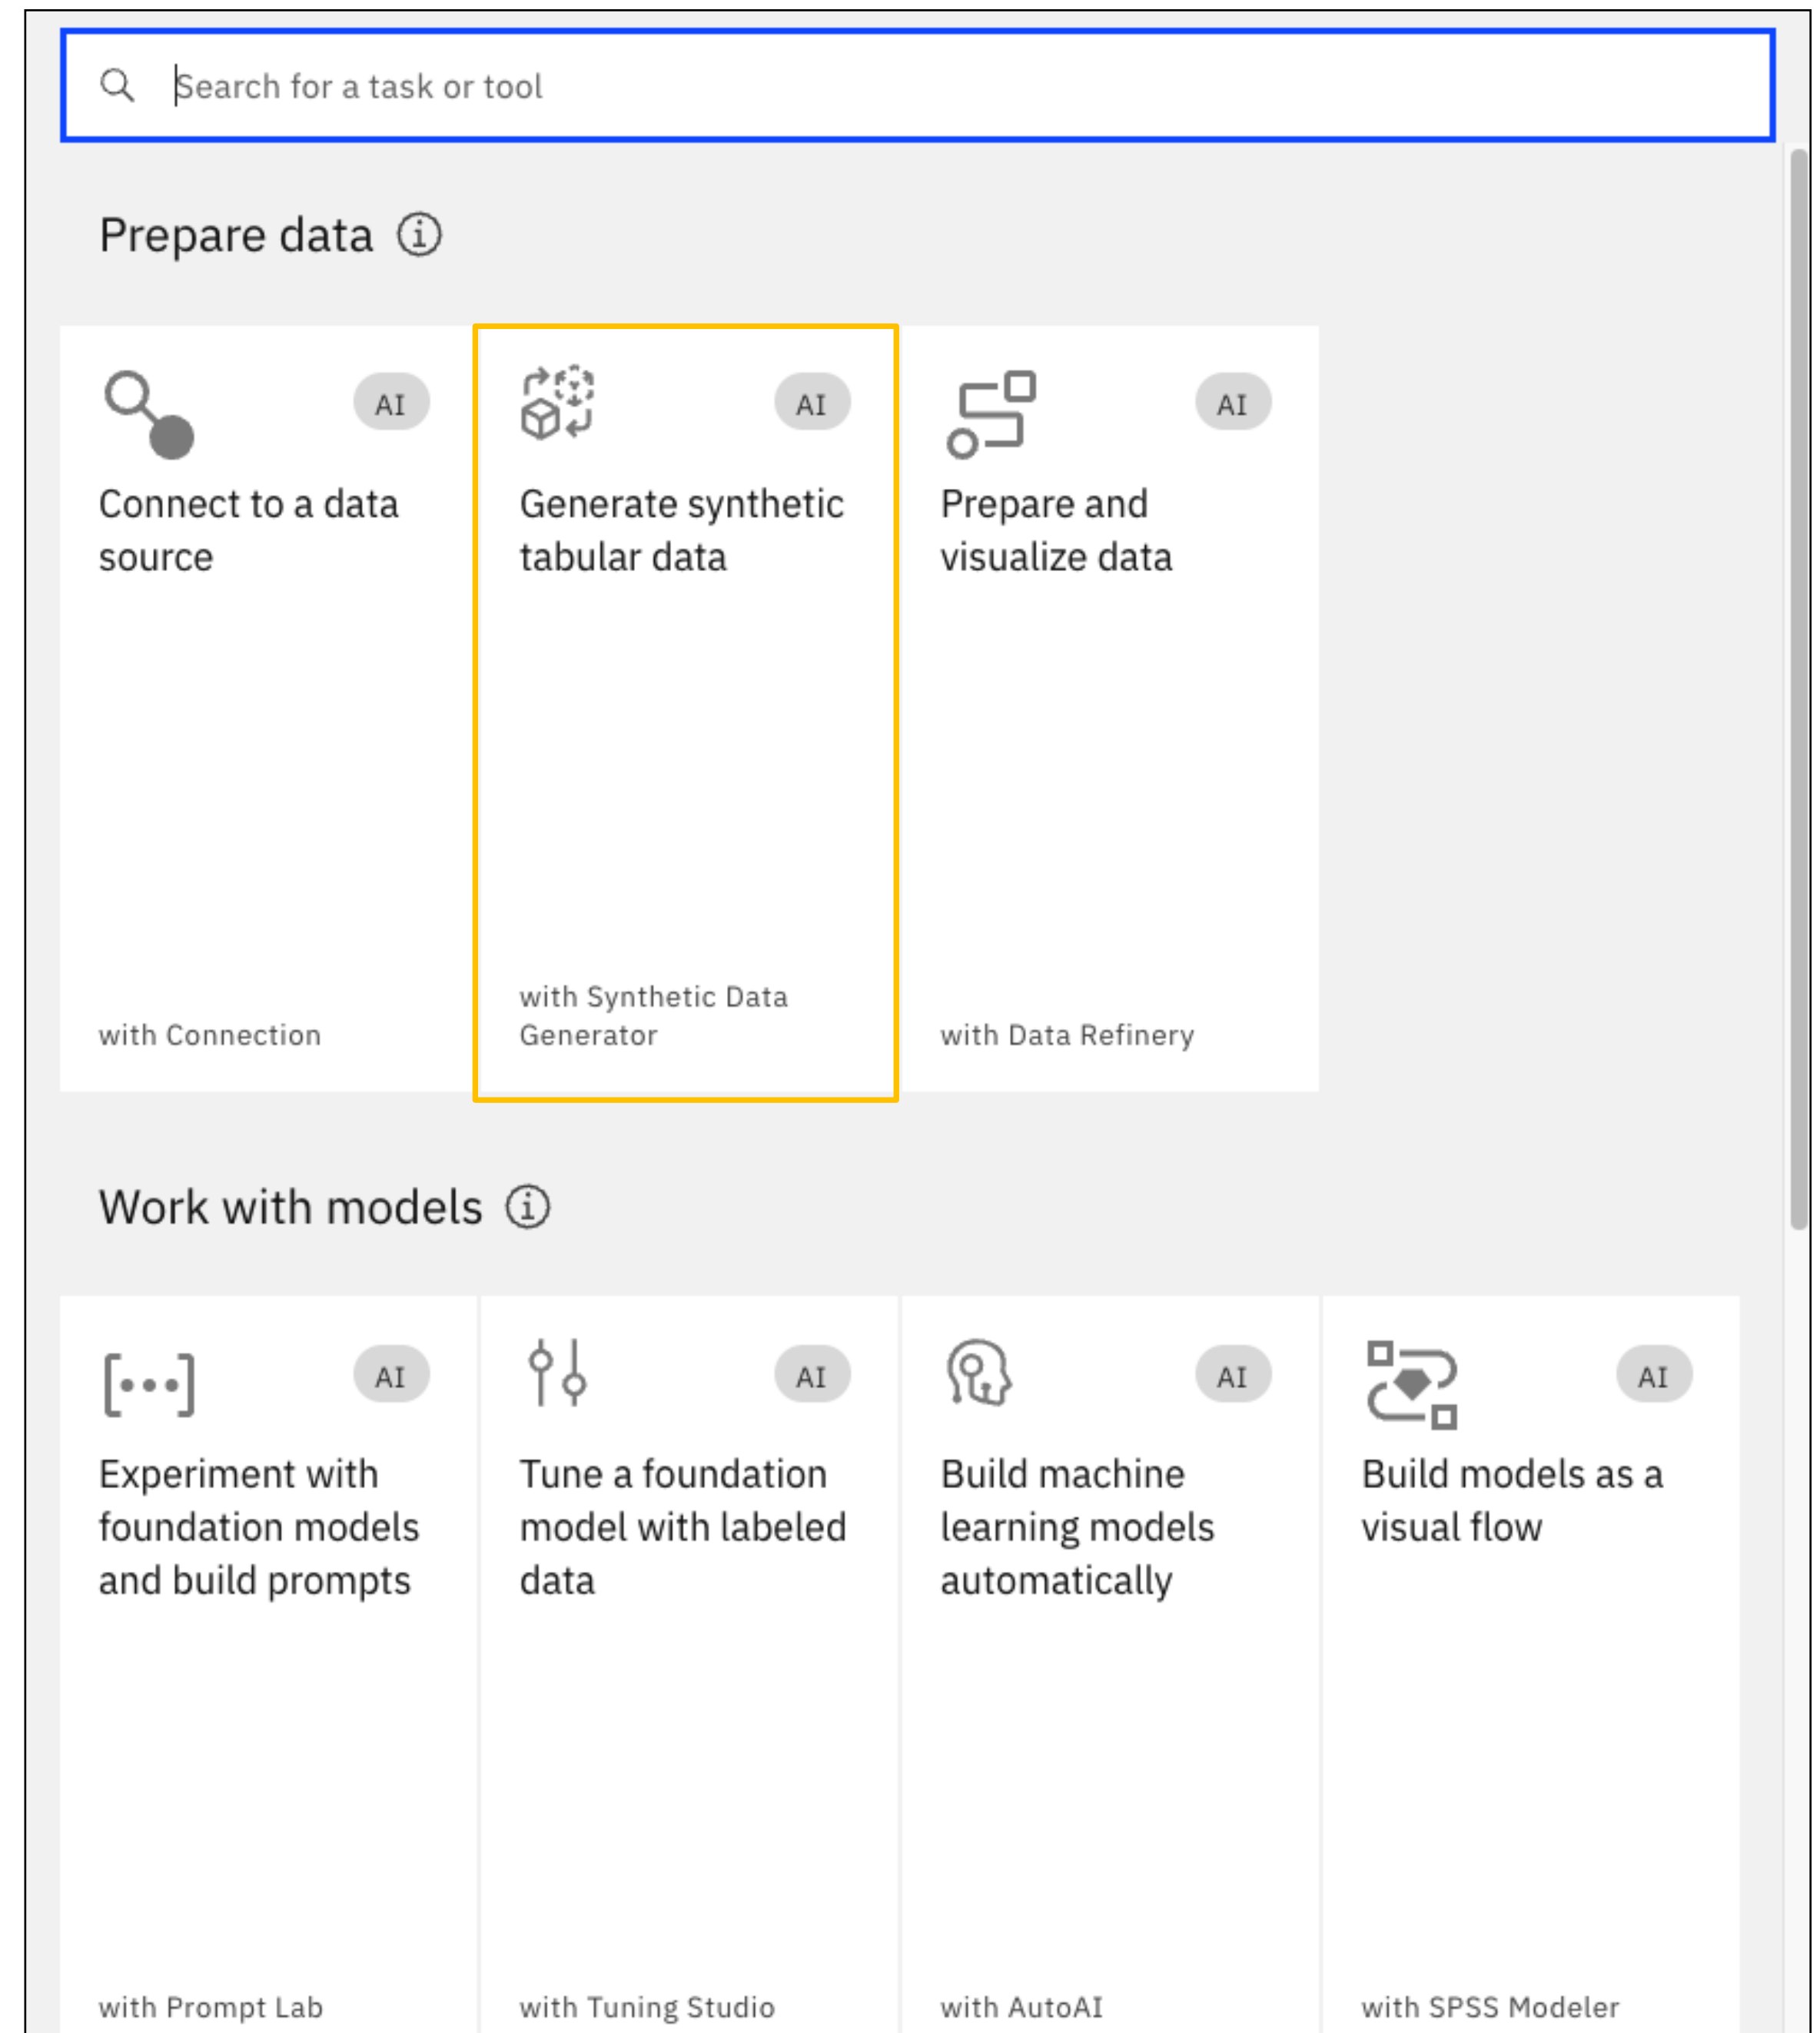 Search for a task or tool
Prepare data
AI
Connect to a data
source
with Connection
AI
Generate synthetic
tabular data
with Synthetic Data
Generator
AI
Prepare and
visualize data
with Data Refinery
Work with models
AI
Experiment with
foundation models
and build prompts
with Prompt Lab
AI
Tune a foundation
model with labeled
data
with Tuning Studio
AI
Build machine
learning models
automatically
with AutoAI
AI
Build models as a
visual flow
with SPSS Modeler